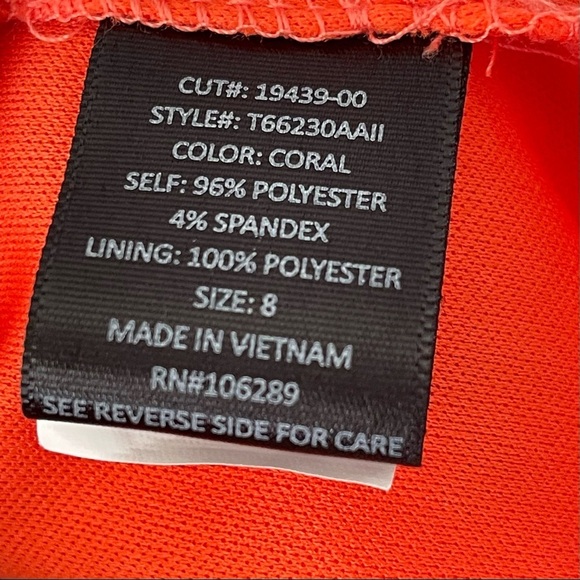 CUT#: 19439-00
STYLE#: T66230AAII
COLOR: CORAL
SELF: 96% POLYESTER
4% SPANDEX
LINING: 100% POLYESTER
SIZE: 8
MADE IN VIETNAM
RN#106289
SEE REVERSE SIDE FOR CARE